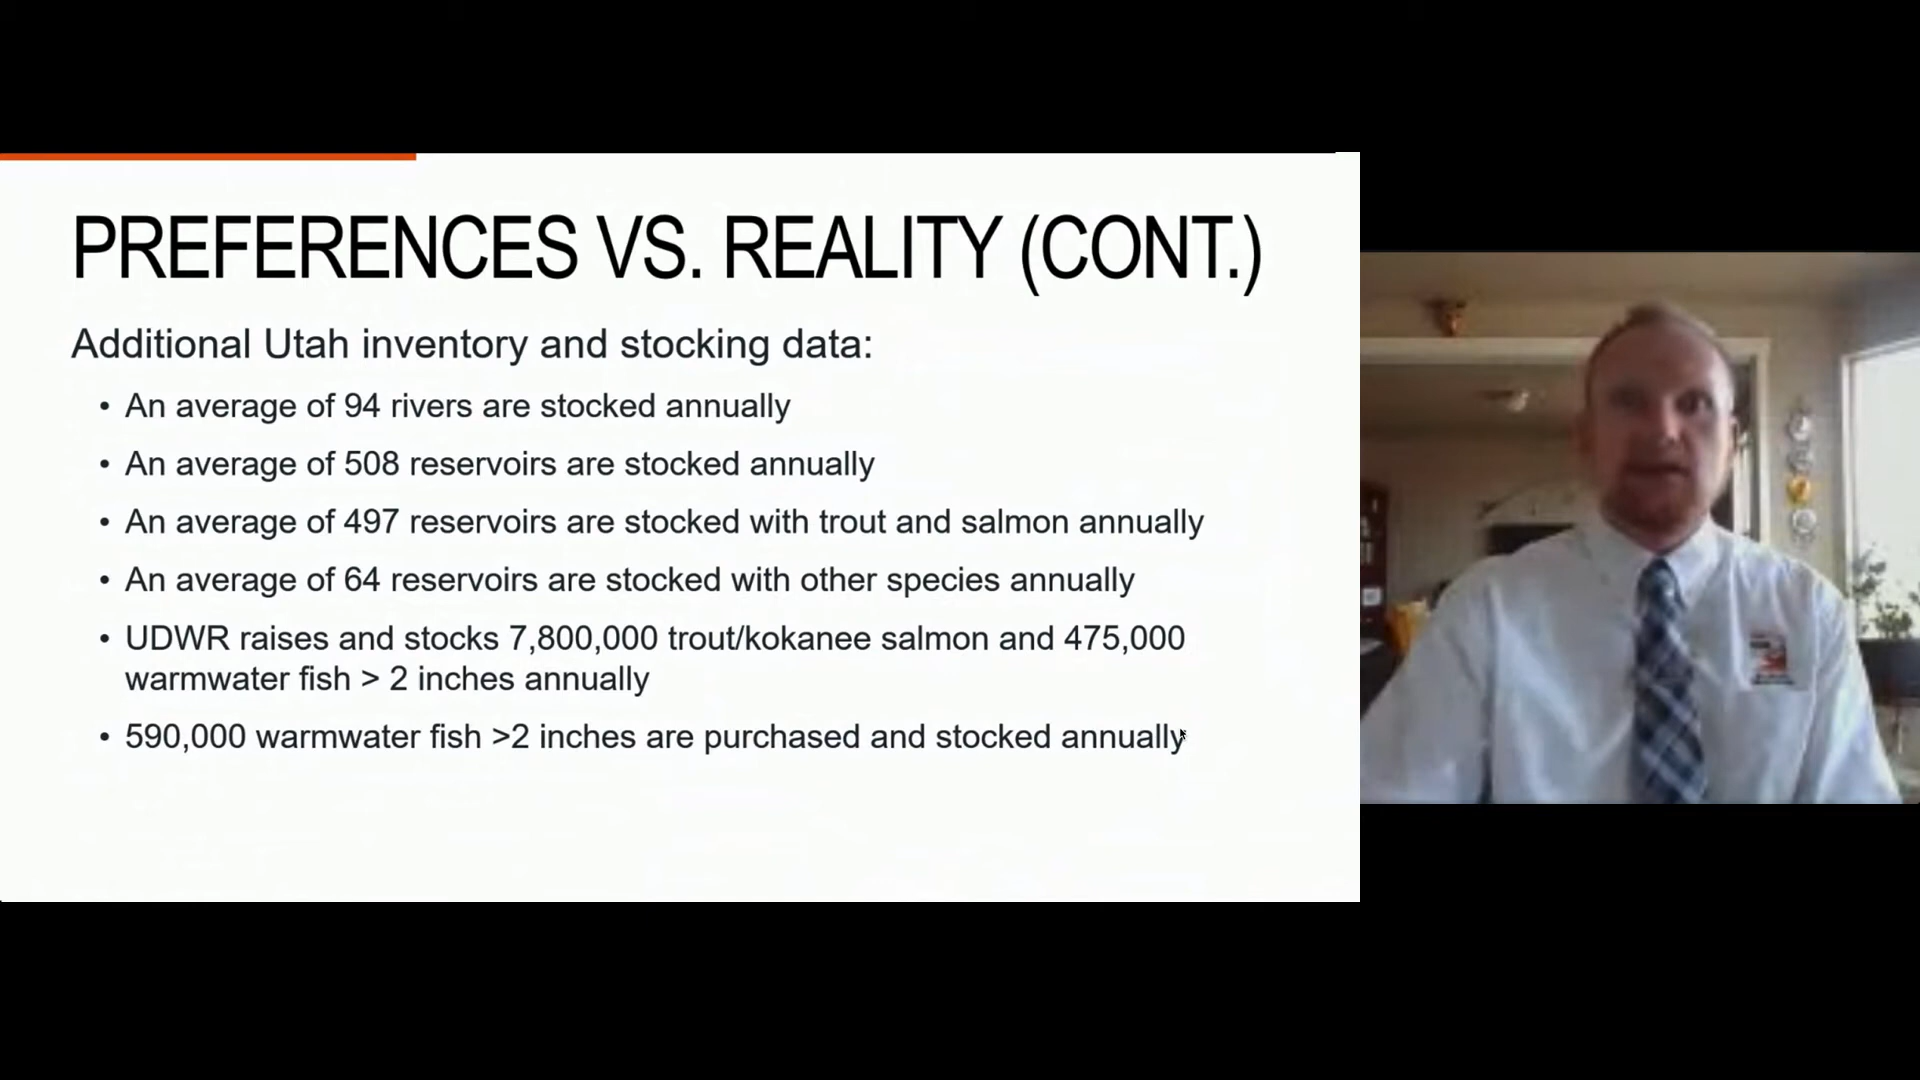 PREFERENCES VS. REALITY (CONT.)
Additional Utah inventory and stocking data:
• An average of 94 rivers are stocked annually
• An average of 508 reservoirs are stocked annually
• An average of 497 reservoirs are stocked with trout and salmon annually
• An average of 64 reservoirs are stocked with other species annually
• UDWR raises and stocks 7,800,000 trout/kokanee salmon and 475,000
warmwater fish > 2 inches annually
• 590,000 warmwater fish >2 inches are purchased and stocked annually